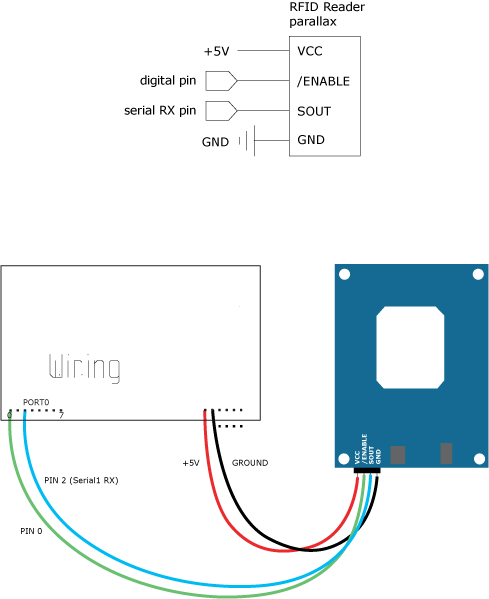 RFID Reader
parallax
+5V
VCC
digital pin
/ENABLE
serial RX pin
SOUT
GND
GND
Wiring
PORT0
0
7
VCC
/ENABLE
SOUT
GND
+5V
GROUND
PIN 2 (Serial1 RX)
PIN 0